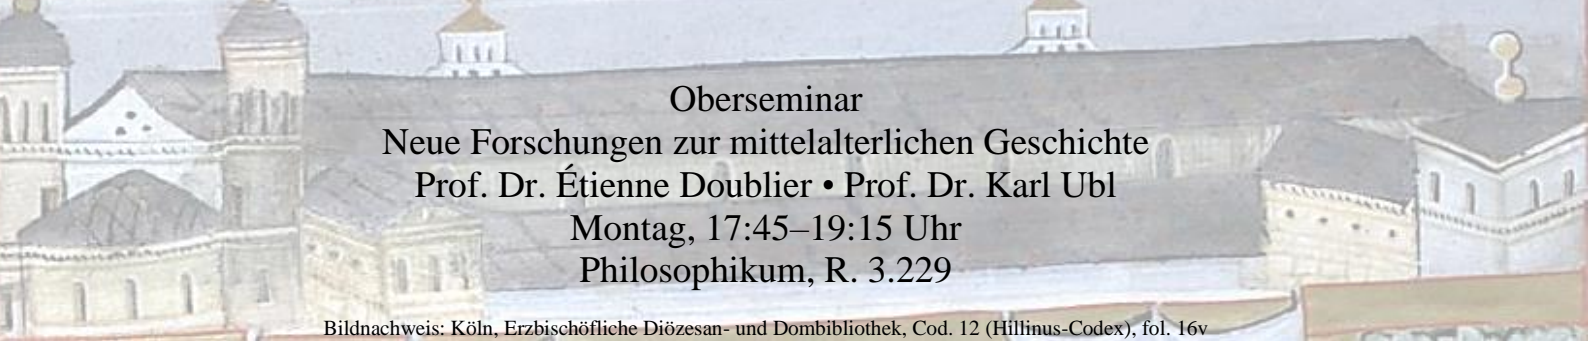 Oberseminar
Neue Forschungen zur mittelalterlichen Geschichte
Prof. Dr. Étienne Doublier • Prof. Dr. Karl Ubl
Montag, 17:45–19:15 Uhr
Philosophikum, R. 3.229
Bildnachweis: Köln, Erzbischöfliche Diözesan- und Dombibliothek, Cod. 12 (Hillinus-Codex), fol. 16v